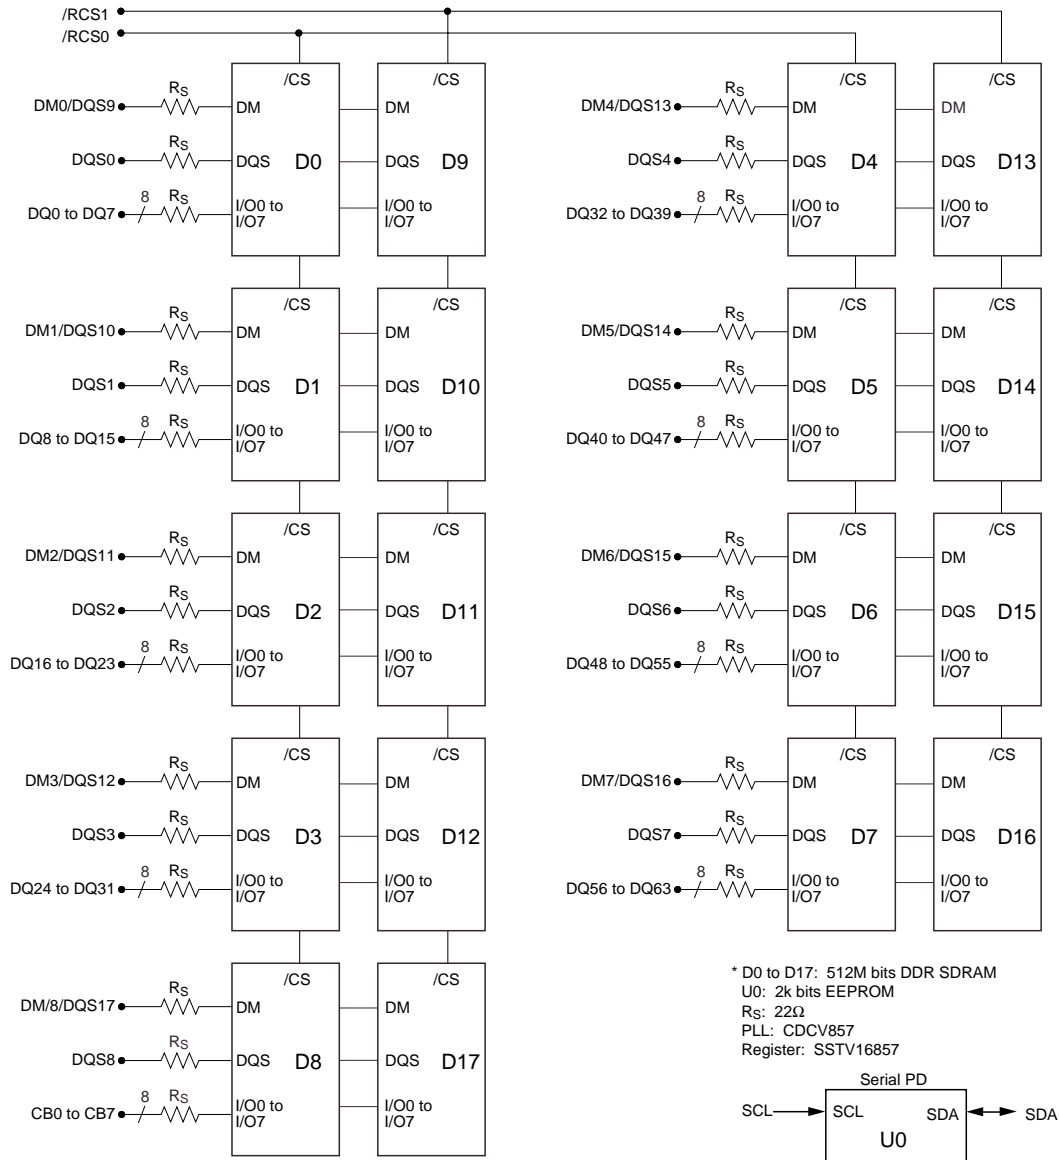 /RCS1
/RCS0
/CS
/CS
RS
DM0/DQS9
DM
DM
RS
DQS0
DQS
D0
DQS
D9
8
RS
DQ0 to DQ7
I/O0 to
I/O7
I/O0 to
I/O7
/CS
/CS
RS
DM4/DQS13
DM
DM
RS
DQS4
DQS
D4
DQS
D13
8
RS
DQ32 to DQ39
I/O0 to
I/O7
I/O0 to
I/O7
/CS
/CS
RS
DM1/DQS10
DM
DM
RS
DQS1
DQS
D1
DQS
D10
8
RS
DQ8 to DQ15
I/O0 to
I/O7
I/O0 to
I/O7
/CS
/CS
RS
DM5/DQS14
DM
DM
RS
DQS5
DQS
D5
DQS
D14
8
RS
DQ40 to DQ47
I/O0 to
I/O7
I/O0 to
I/O7
/CS
/CS
RS
DM2/DQS11
DM
DM
RS
DQS2
DQS
D2
DQS
D11
8
RS
DQ16 to DQ23
I/O0 to
I/O7
I/O0 to
I/O7
/CS
/CS
RS
DM6/DQS15
DM
DM
RS
DQS6
DQS
D6
DQS
D15
8
RS
DQ48 to DQ55
I/O0 to
I/O7
I/O0 to
I/O7
/CS
/CS
RS
DM3/DQS12
DM
DM
RS
DQS3
DQS
D3
DQS
D12
8
RS
DQ24 to DQ31
I/O0 to
I/O7
I/O0 to
I/O7
/CS
/CS
RS
DM7/DQS16
DM
DM
RS
DQS7
DQS
D7
DQS
D16
8
RS
DQ56 to DQ63
I/O0 to
I/O7
I/O0 to
I/O7
/CS
/CS
RS
DM/8/DQS17
DM
DM
RS
DQS8
DQS
D8
DQS
D17
8
RS
CB0 to CB7
I/O0 to
I/O7
I/O0 to
I/O7
* D0 to D17: 512M bits DDR SDRAM
U0: 2k bits EEPROM
RS: 22Ω
PLL: CDCV857
Register: SSTV16857
Serial PD
SCL
SCL
SDA
SDA
U0